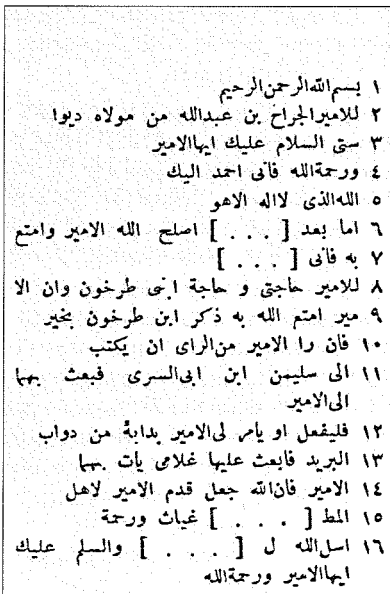 ١ بسم الله الرحمن الرحيم
٢ للامير الجراح بن عبدالله من مولاه ديوا
٣ ستى السلام عليك ايها الامير
٤ ورحمة الله فانى احمد اليك
٥ الله الذى لا اله الا هو
٦ اما بعد [ . . . ] اصلح الله الامير وامتع
٧ به فانى [ . . . ]
٨ للامير حاجتى و حاجة ابنى طرخون وان الا
٩ مير امتع الله به ذكر ابن طرخون بخير
١٠ فان را الامير من الراى ان يكتب
١١ الى سليمن ابن ابى السرى فبعث بهما
الى الامير
١٢ فليفعل او يامر لى الامير بدابة من دواب
١٣ البريد فابعث عليها غلامى يات بهما
١٤ الامير فان الله جعل قدم الامير لاهل
١٥ المط [ . . . ] غياث ورحمة
١٦ اسل الله ل [ . . . ] والسلم عليك
ايها الامير ورحمة الله